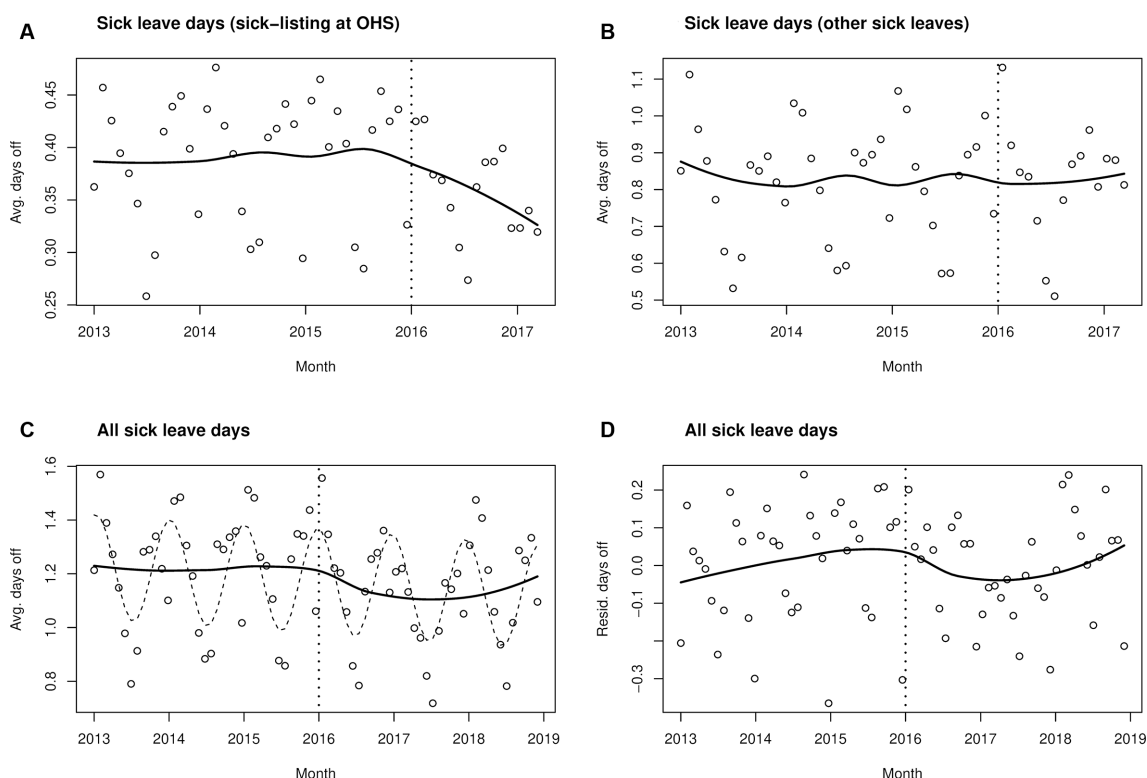 A
Sick leave days (sick−listing at OHS)
Avg. days off
0.45
0.40
0.35
0.30
0.25
2013 2014 2015 2016 2017
Month
B
Sick leave days (other sick leaves)
Avg. days off
1.1
1.0
0.9
0.8
0.7
0.6
0.5
2013 2014 2015 2016 2017
Month
C
All sick leave days
Avg. days off
1.6
1.4
1.2
1.0
0.8
2013 2014 2015 2016 2017 2018 2019
Month
D
All sick leave days
Resid. days off
0.2
0.1
0.0
−0.1
−0.3
2013 2014 2015 2016 2017 2018 2019
Month